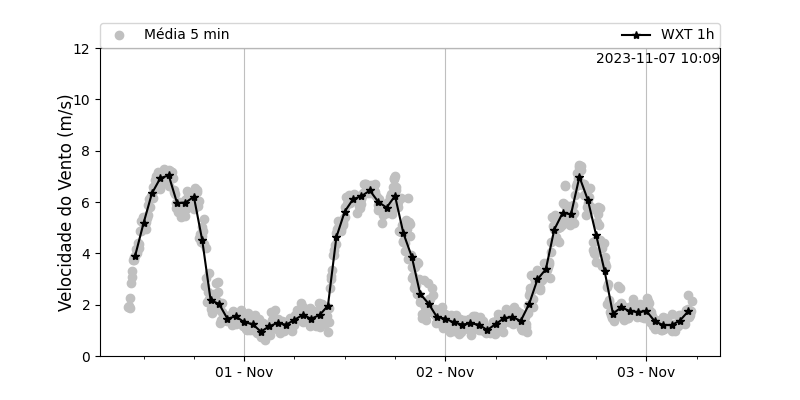 Média 5 min
WXT 1h
2023-11-07 10:09
Velocidade do Vento (m/s)
12
10
8
6
4
2
0
01 - Nov
02 - Nov
03 - Nov